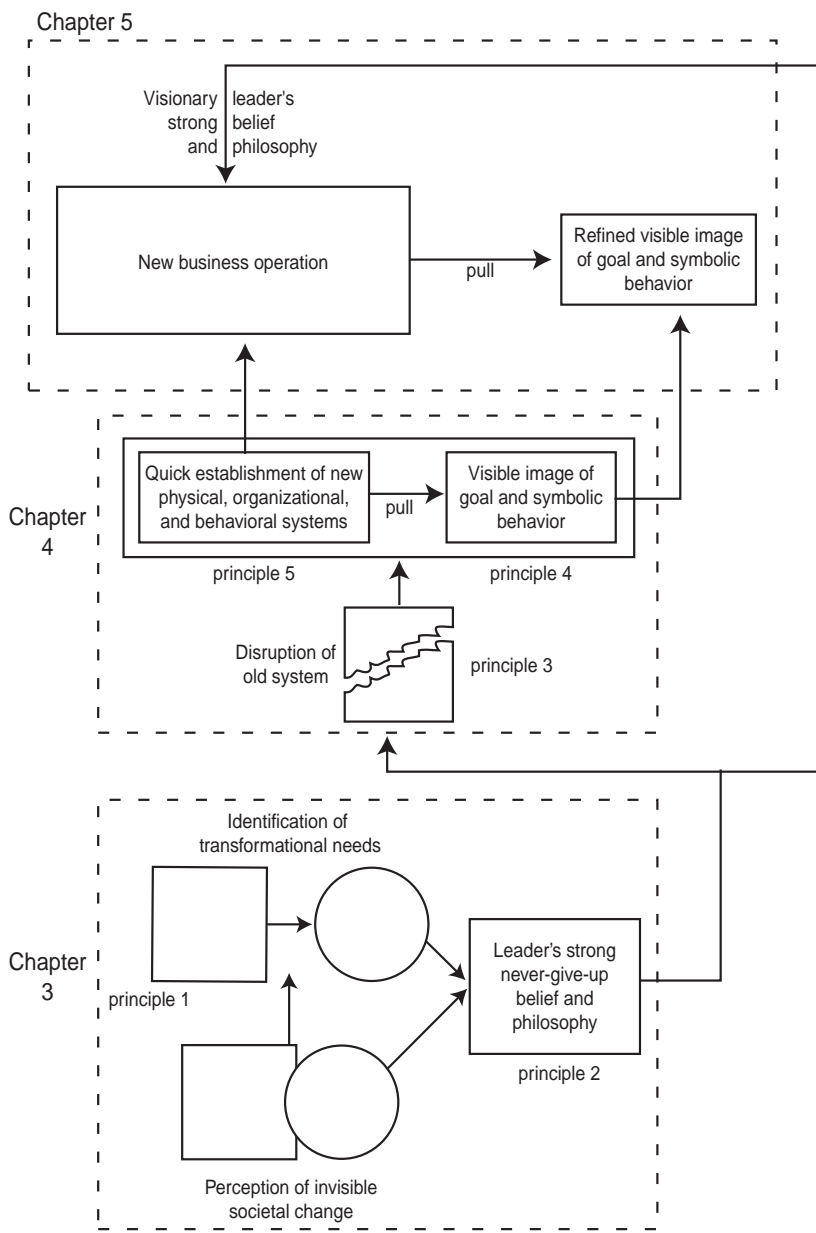 Chapter 5
Visionary leader's
strong belief
and philosophy
New business operation
pull
Refined visible image
of goal and symbolic
behavior
Chapter
4
Quick establishment of new
physical, organizational,
and behavioral systems
pull
Visible image of
goal and symbolic
behavior
principle 5
principle 4
Disruption of
old system
principle 3
Chapter
3
Identification of
transformational needs
principle 1
Leader's strong
never-give-up
belief and
philosophy
principle 2
Perception of invisible
societal change